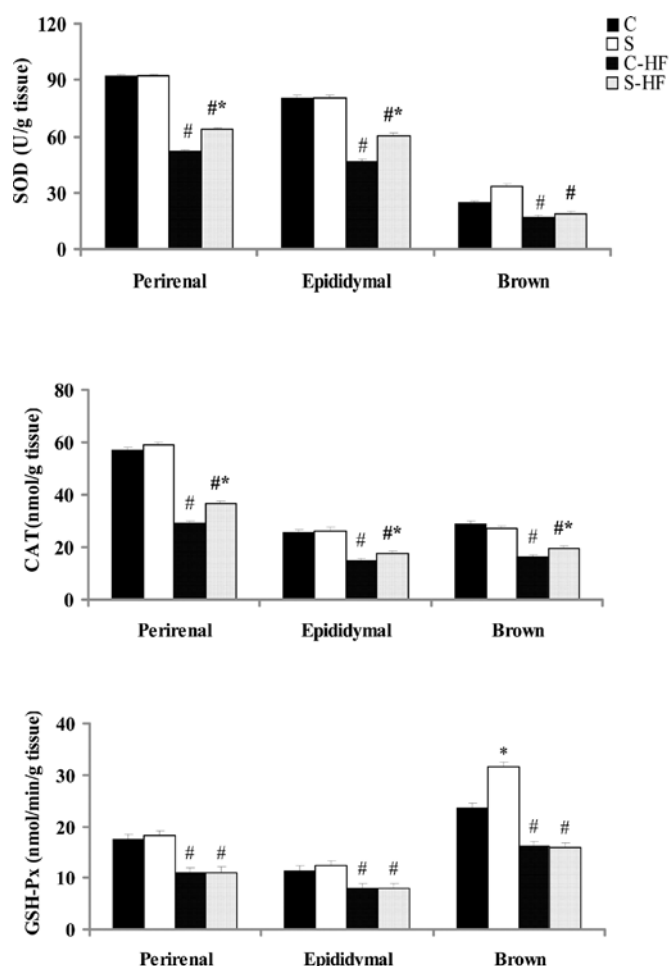 120
C
S
C-HF
S-HF
90
60
30
0
SOD (U/g tissue)
# #* # #* # #
Perirenal Epididymal Brown
80
60
40
20
0
CAT(nmol/g tissue)
# #* # #* # #*
Perirenal Epididymal Brown
40
30
20
10
0
GSH-Px (nmol/min/g tissue)
# # # # * # #
Perirenal Epididymal Brown